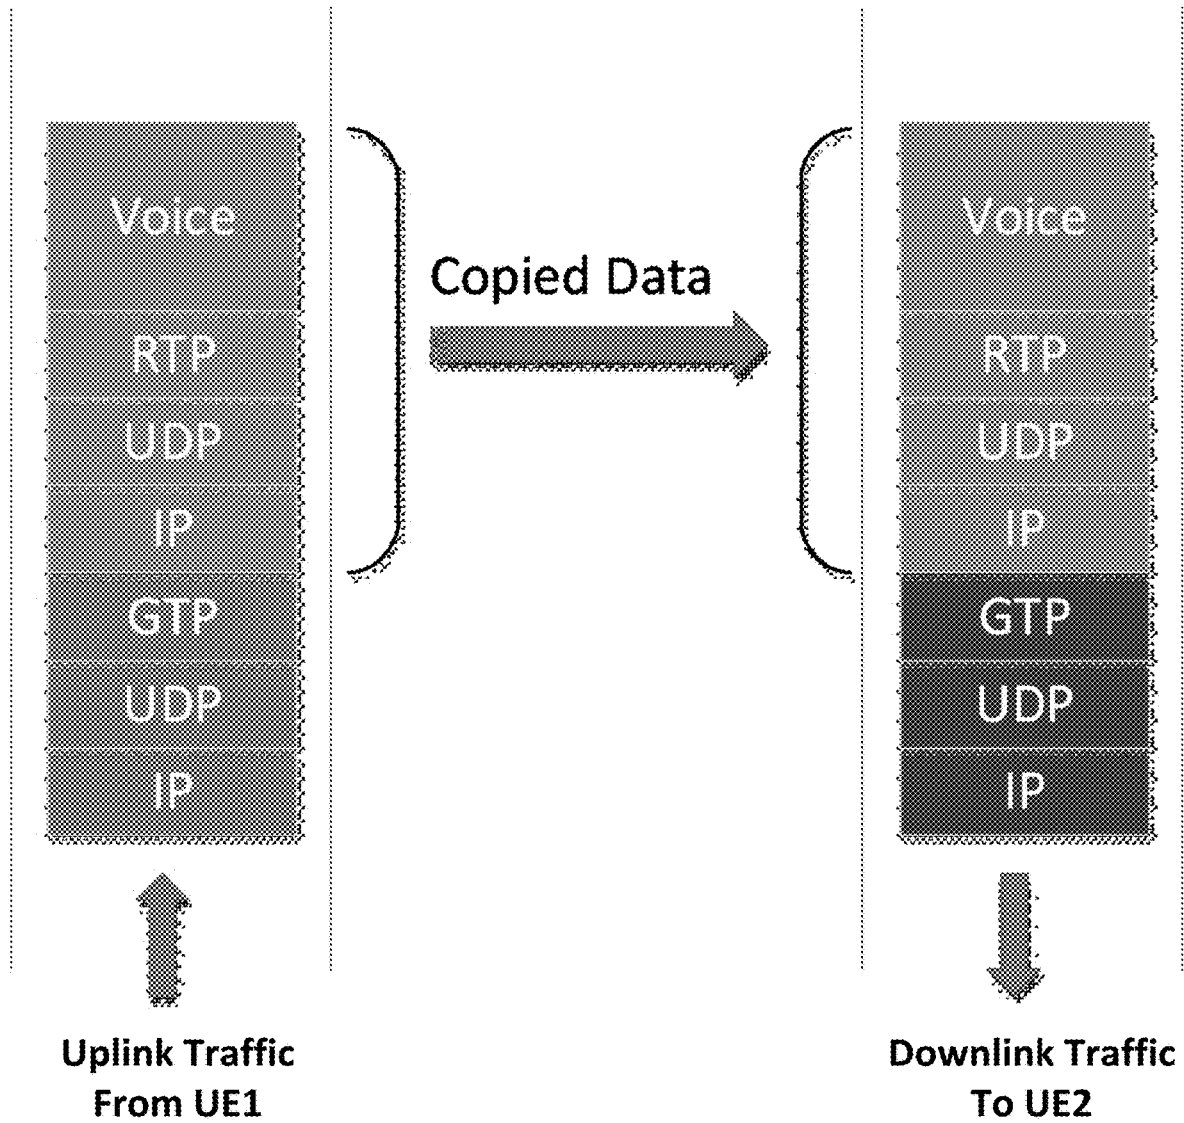 Voice
RTP
UDP
IP
GTP
UDP
IP
Uplink Traffic
From UE1
Copied Data
Voice
RTP
UDP
IP
GTP
UDP
IP
Downlink Traffic
To UE2